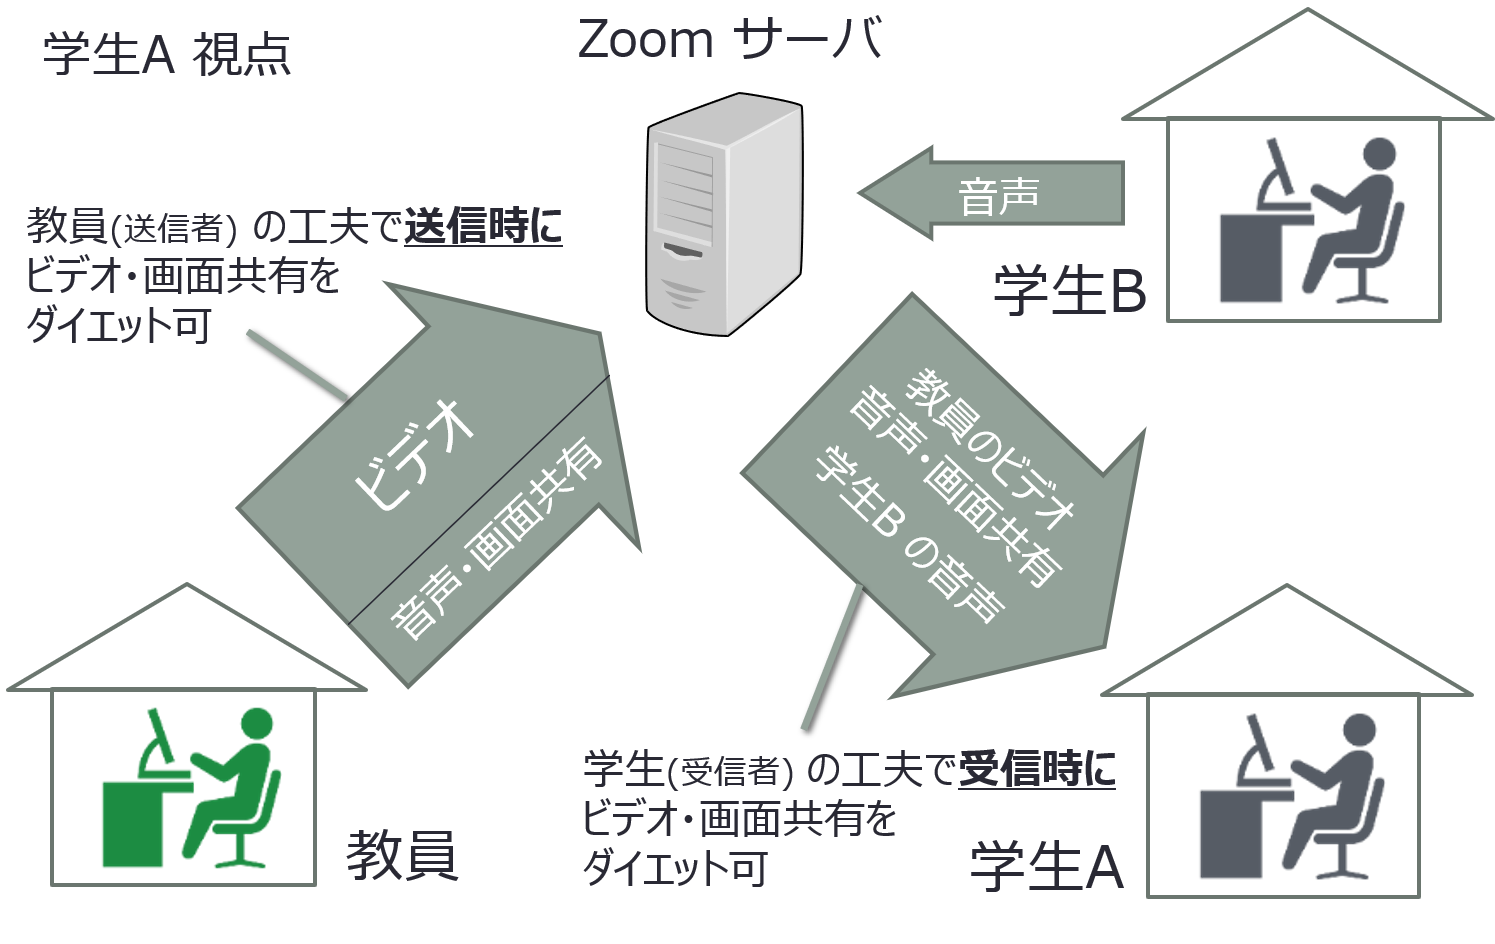 学生A 視点
Zoom サーバ
音声
学生B
教員(送信者) の工夫で送信時に
ビデオ・画面共有を
ダイエット可
ビデオ
音声・画面共有
教員のビデオ
音声・画面共有
学生B の音声
教員
学生(受信者) の工夫で受信時に
ビデオ・画面共有を
ダイエット可
学生A